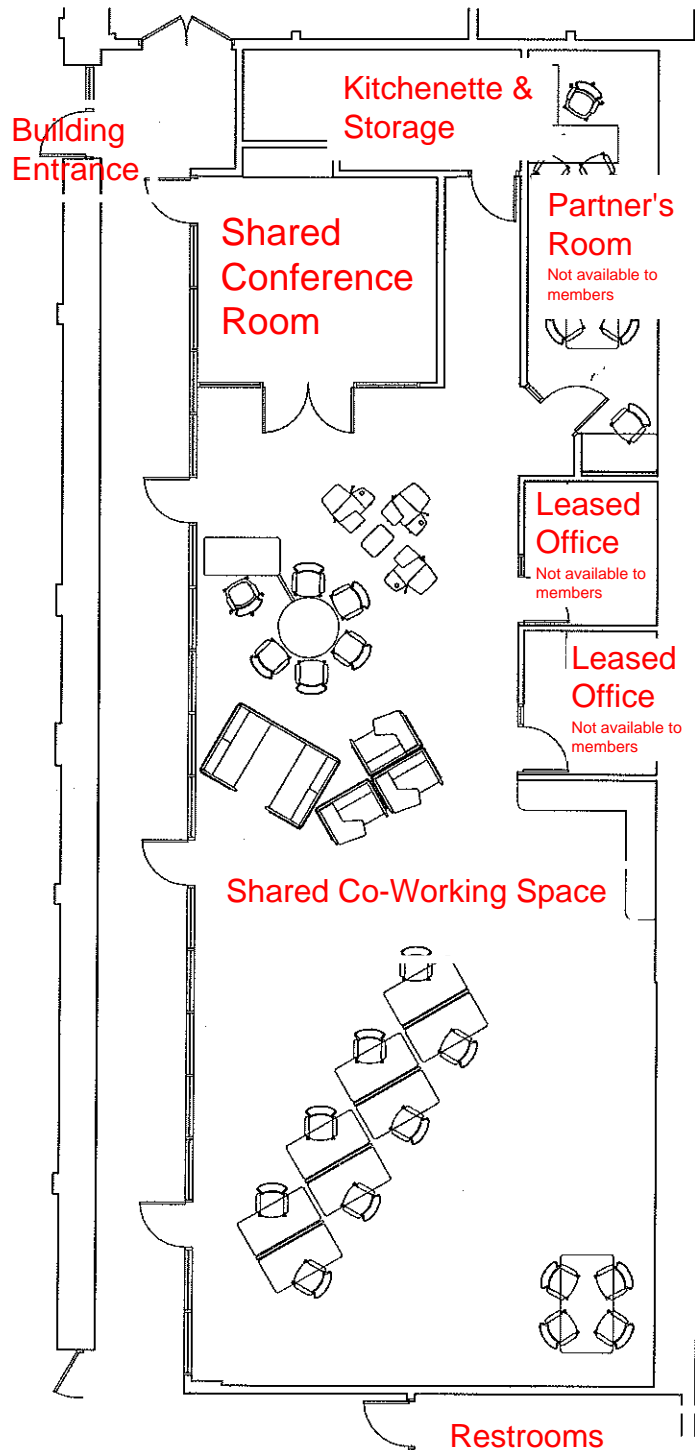 Kitchenette &
Storage
Building
Entrance
Partner's
Room
Not available to
members
Shared
Conference
Room
Leased
Office
Not available to
members
Leased
Office
Not available to
members
Shared Co-Working Space
Restrooms